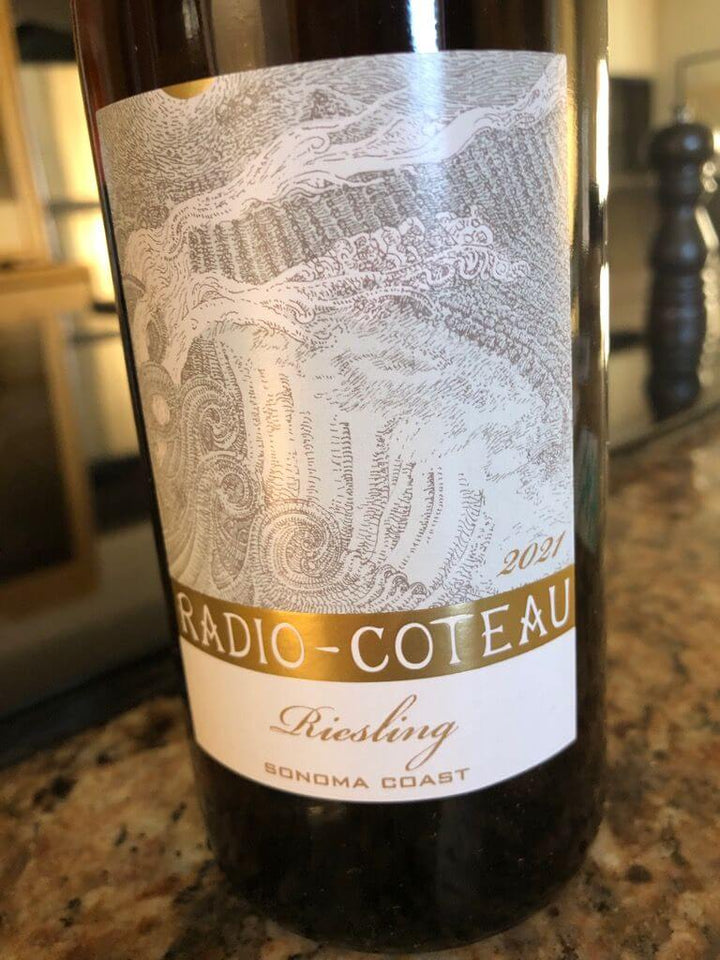 2021
RADIO-COTEAU
Riesling
SONOMA COAST